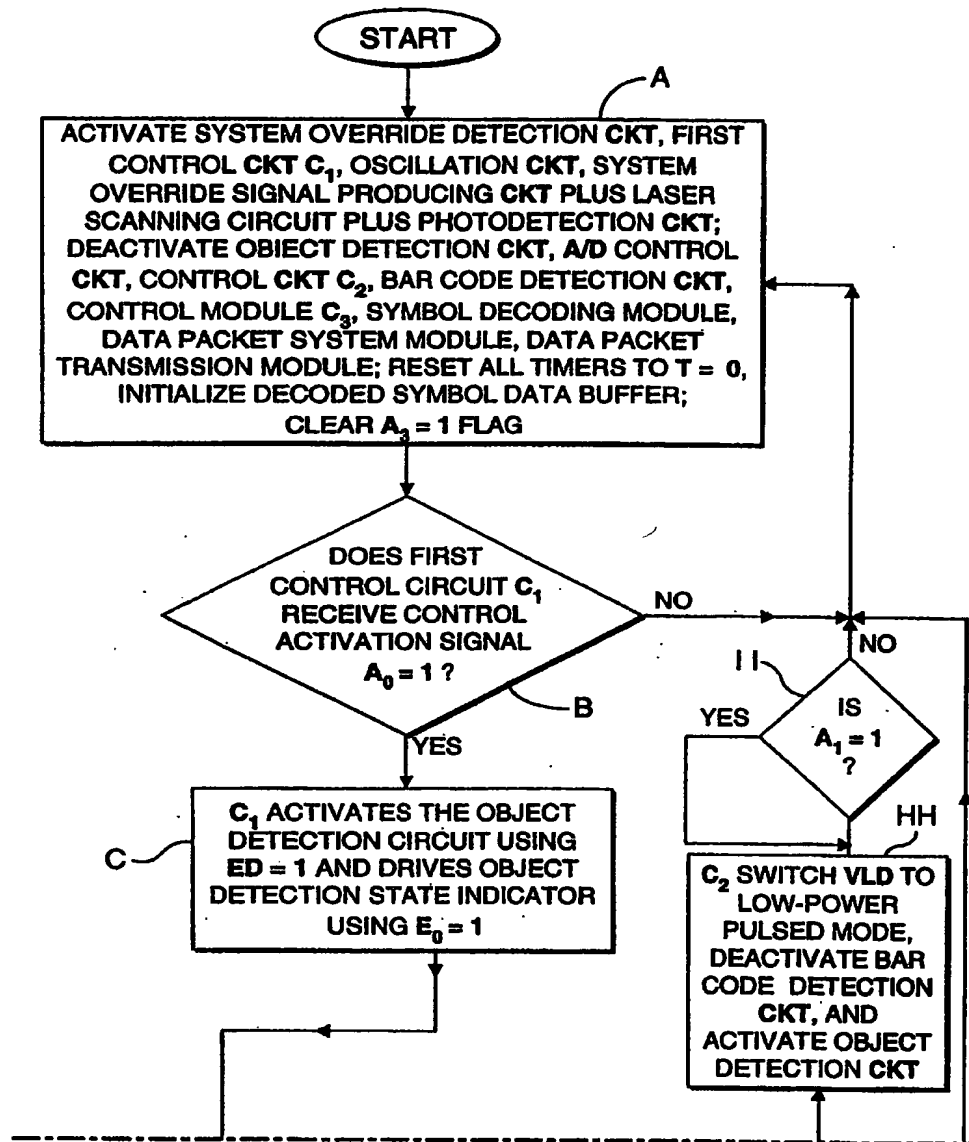 START
A
ACTIVATE SYSTEM OVERRIDE DETECTION CKT, FIRST
CONTROL CKT C₁, OSCILLATION CKT, SYSTEM
OVERRIDE SIGNAL PRODUCING CKT PLUS LASER
SCANNING CIRCUIT PLUS PHOTODETECTION CKT;
DEACTIVATE OBJECT DETECTION CKT, A/D CONTROL
CKT, CONTROL CKT C₂, BAR CODE DETECTION CKT,
CONTROL MODULE C₃, SYMBOL DECODING MODULE,
DATA PACKET SYSTEM MODULE, DATA PACKET
TRANSMISSION MODULE; RESET ALL TIMERS TO T = 0,
INITIALIZE DECODED SYMBOL DATA BUFFER;
CLEAR A₃ = 1 FLAG
DOES FIRST
CONTROL CIRCUIT C₁
RECEIVE CONTROL
ACTIVATION SIGNAL
A₀ = 1 ?
NO
B
YES
C₁ ACTIVATES THE OBJECT
DETECTION CIRCUIT USING
ED = 1 AND DRIVES OBJECT
DETECTION STATE INDICATOR
USING E₀ = 1
C
NO
II
IS
A₁ = 1
?
YES
HH
C₂ SWITCH VLD TO
LOW-POWER
PULSED MODE,
DEACTIVATE BAR
CODE DETECTION
CKT, AND
ACTIVATE OBJECT
DETECTION CKT